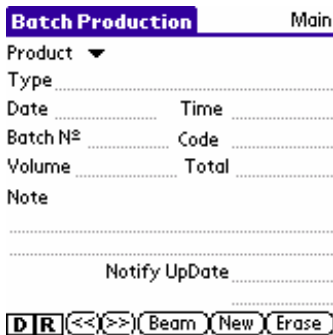 Batch Production Main
Product
Type
Date Time
Batch Nº Code
Volume Total
Note
Notify UpDate
D R << >> Beam New Erase